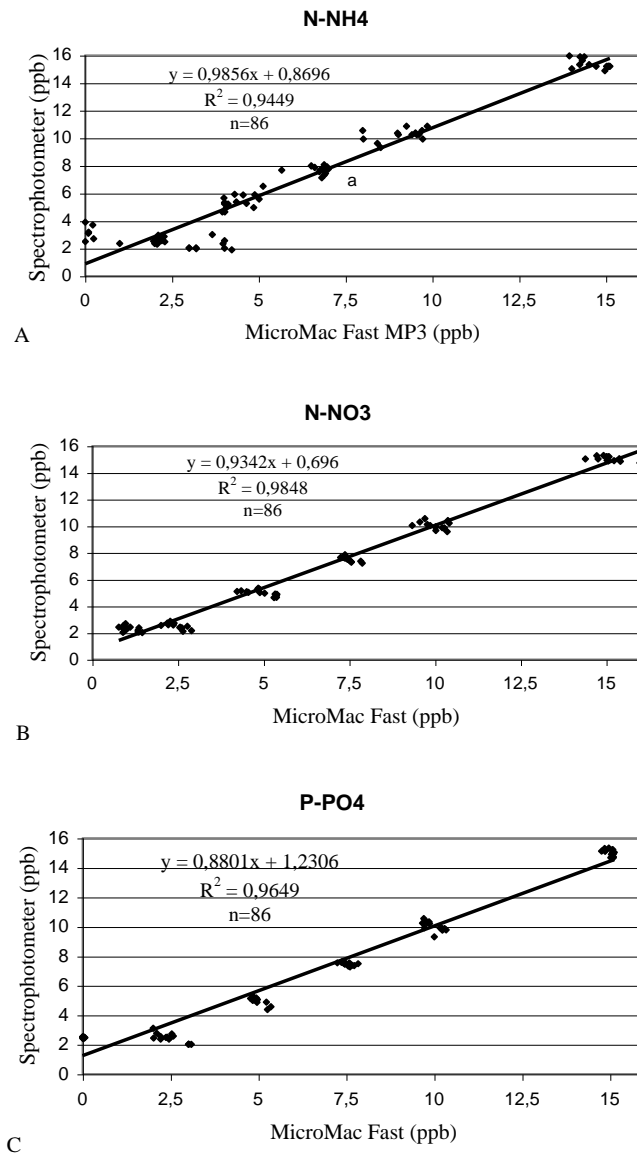 N-NH4
16
14
12
10
8
6
4
2
0
Spectrophotometer (ppb)
y = 0,9856x + 0,8696
R² = 0,9449
n=86
a
0 2,5 5 7,5 10 12,5 15
MicroMac Fast MP3 (ppb)
A
N-NO3
16
14
12
10
8
6
4
2
0
Spectrophotometer (ppb)
y = 0,9342x + 0,696
R² = 0,9848
n=86
0 2,5 5 7,5 10 12,5 15
MicroMac Fast (ppb)
B
P-PO4
16
14
12
10
8
6
4
2
0
Spectrophotometer (ppb)
y = 0,8801x + 1,2306
R² = 0,9649
n=86
0 2,5 5 7,5 10 12,5 15
MicroMac Fast (ppb)
C